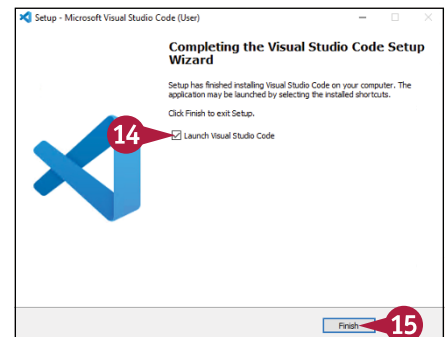 Setup - Microsoft Visual Studio Code (User)
Completing the Visual Studio Code Setup
Wizard
Setup has finished installing Visual Studio Code on your computer. The
application may be launched by selecting the installed shortcuts.
Click Finish to exit Setup.
14
Launch Visual Studio Code
Finish
15